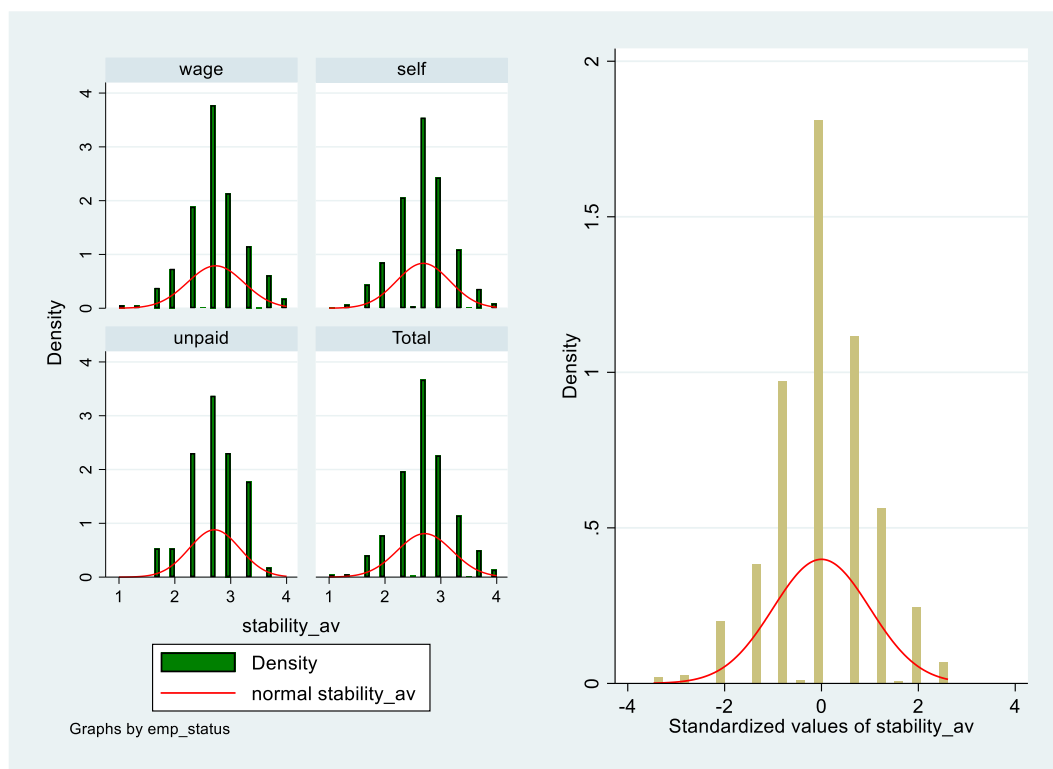 wage
self
4
3
2
1
0
unpaid
Total
4
3
2
1
0
1 2 3 4
1 2 3 4
Density
stability_av
Density
normal stability_av
Graphs by emp_status
2
1.5
1
.5
0
Density
-4 -2 0 2 4
Standardized values of stability_av